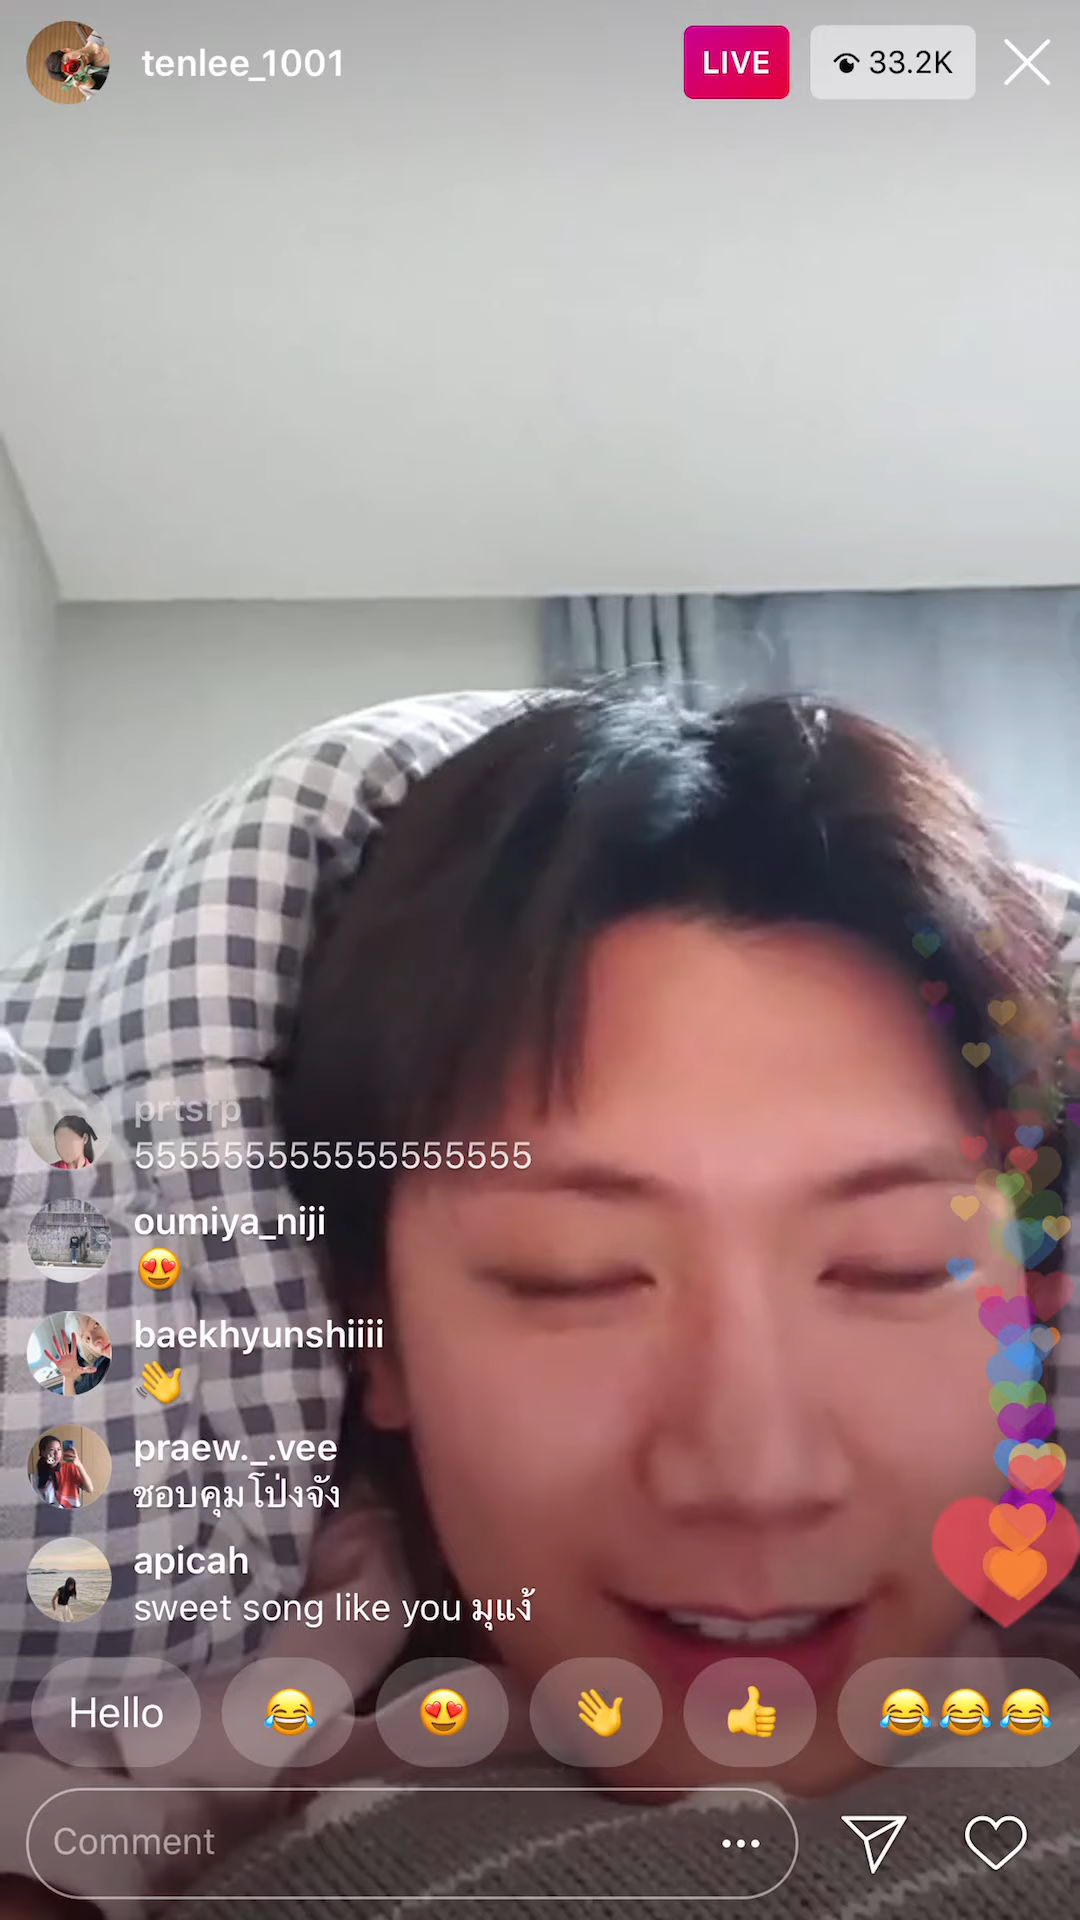 tenlee_1001
LIVE
33.2K
prtsrp
555555555555555555
oumiya_niji
😍
baekhyunshiiii
👋
praew._.vee
ชอบคุมโป่งจัง
apicah
sweet song like you มุแง้
Hello 😂 😍 👋 👍 😂😂😂
Comment